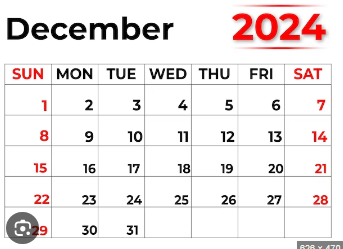 December 2024
SUN MON TUE WED THU FRI SAT
1 2 3 4 5 6 7
8 9 10 11 12 13 14
15 16 17 18 19 20 21
22 23 24 25 26 27 28
29 30 31
626 × 470